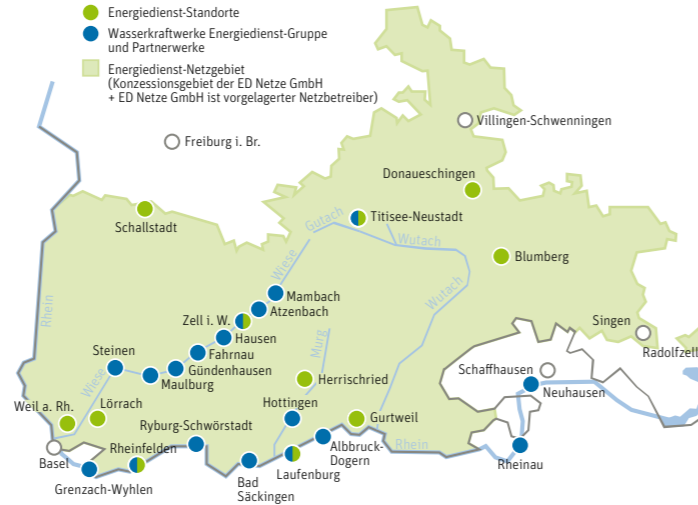 Energiedienst-Standorte
Wasserkraftwerke Energiedienst-Gruppe
und Partnerwerke
Energiedienst-Netzgebiet
(Konzessionsgebiet der ED Netze GmbH
+ ED Netze GmbH ist vorgelagerter Netzbetreiber)
Freiburg i. Br.
Villingen-Schwenningen
Donaueschingen
Schallstadt
Gutach
Titisee-Neustadt
Wutach
Blumberg
Wiese
Wutach
Rhein
Mambach
Atzenbach
Zell i. W.
Hausen
Murg
Singen
Radolfzell
Steinen
Fahrnau
Gündenhausen
Maulburg
Wiese
Herrischried
Schaffhausen
Neuhausen
Weil a. Rh.
Lörrach
Hottingen
Gurtweil
Ryburg-Schwörstadt
Rhein
Basel
Rheinfelden
Albbruck-
Dogern
Rheinau
Laufenburg
Grenzach-Wyhlen
Bad
Säckingen